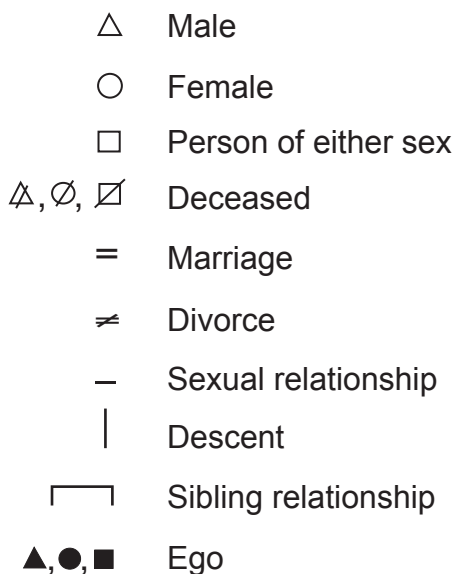 Male
Female
Person of either sex
Deceased
Marriage
Divorce
Sexual relationship
Descent
Sibling relationship
Ego